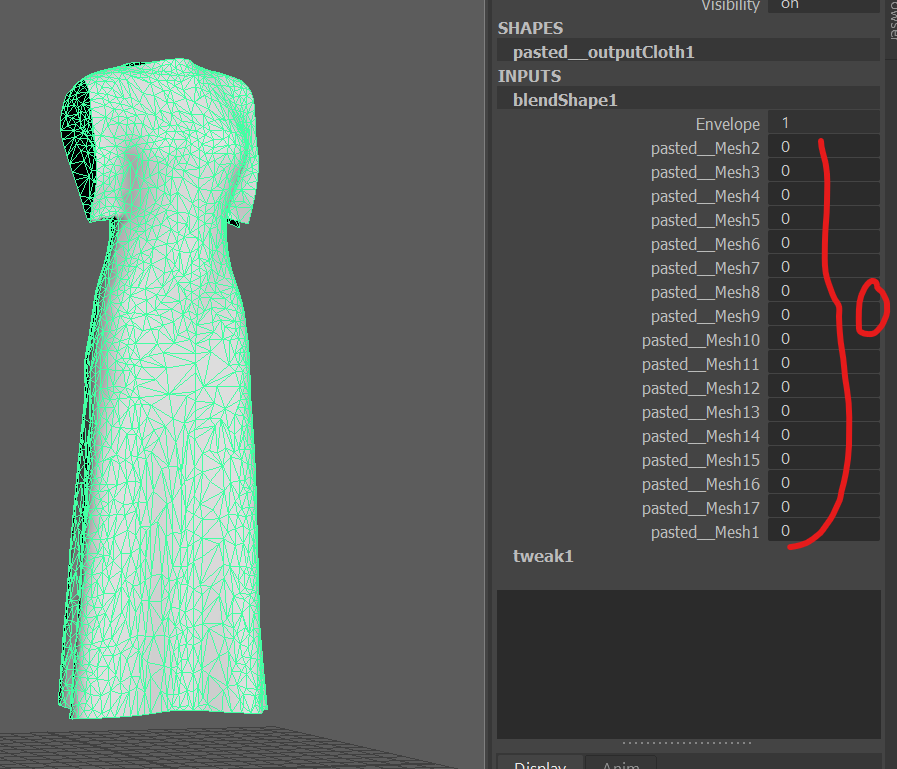 Visibility on
SHAPES
pasted__outputCloth1
INPUTS
blendShape1
Envelope 1
pasted__Mesh2 0
pasted__Mesh3 0
pasted__Mesh4 0
pasted__Mesh5 0
pasted__Mesh6 0
pasted__Mesh7 0
pasted__Mesh8 0
pasted__Mesh9 0
pasted__Mesh10 0
pasted__Mesh11 0
pasted__Mesh12 0
pasted__Mesh13 0
pasted__Mesh14 0
pasted__Mesh15 0
pasted__Mesh16 0
pasted__Mesh17 0
pasted__Mesh1 0
tweak1
Display Anim